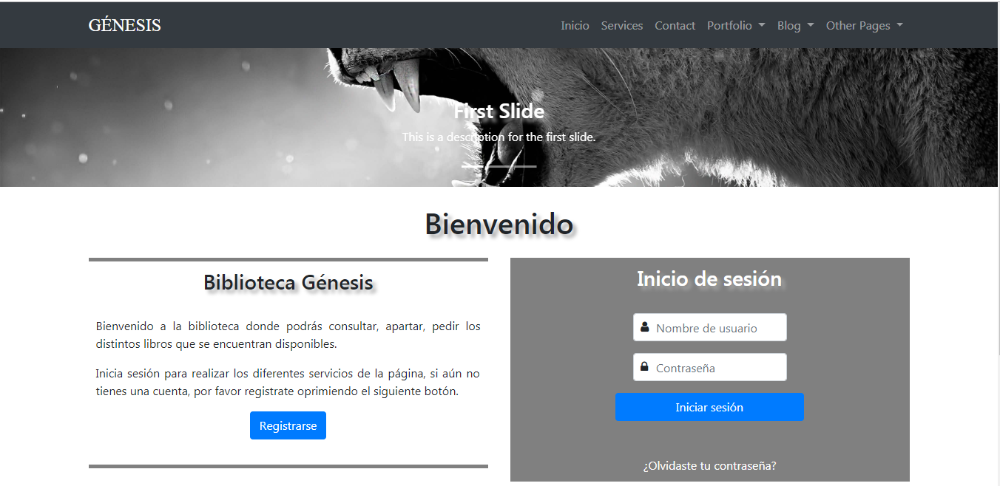 GÉNESIS
Inicio Services Contact Portfolio Blog Other Pages
First Slide
This is a description for the first slide.
Bienvenido
Biblioteca Génesis
Bienvenido a la biblioteca donde podrás consultar, apartar, pedir los
distintos libros que se encuentran disponibles.
Inicia sesión para realizar los diferentes servicios de la página, si aún no
tienes una cuenta, por favor registrate oprimiendo el siguiente botón.
Registrarse
Inicio de sesión
Nombre de usuario
Contraseña
Iniciar sesión
¿Olvidaste tu contraseña?